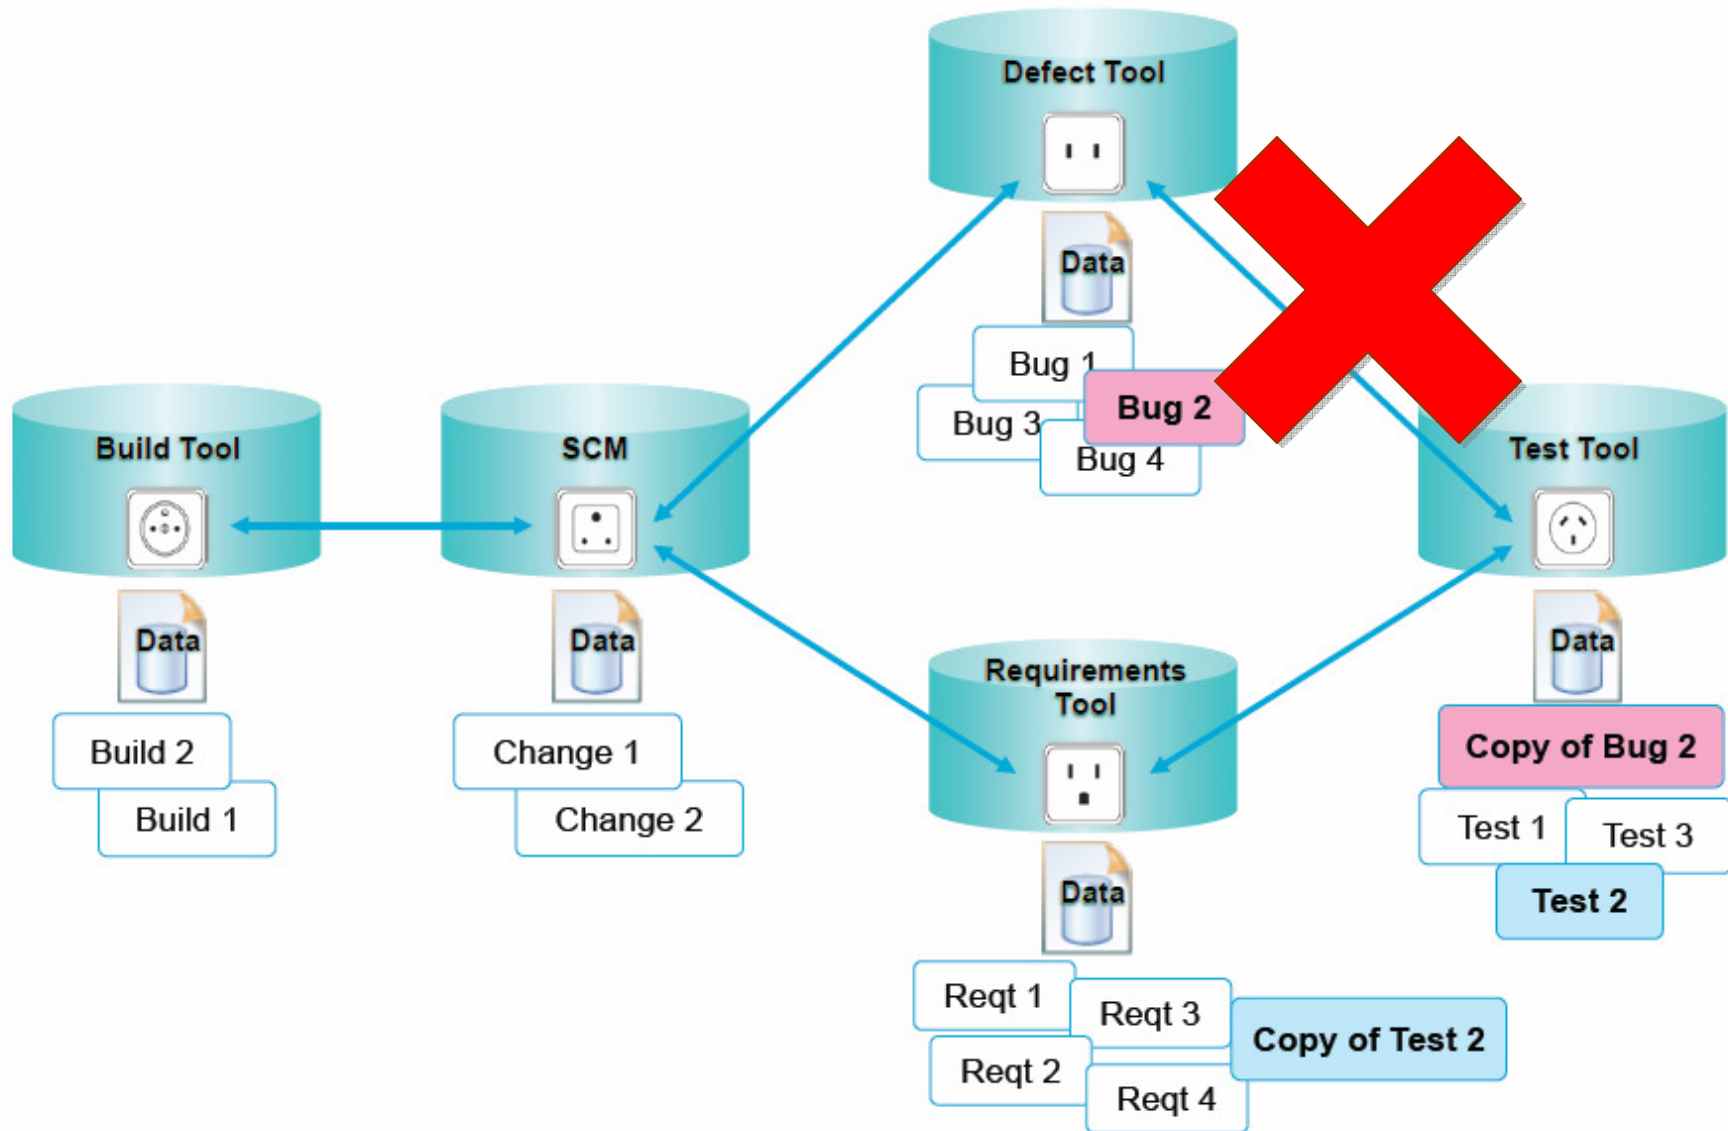 Defect Tool
Data
Bug 1
Bug 2
Bug 3
Bug 4
Build Tool
Data
Build 2
Build 1
SCM
Data
Change 1
Change 2
Requirements
Tool
Data
Reqt 1
Reqt 3
Copy of Test 2
Reqt 2
Reqt 4
Test Tool
Data
Copy of Bug 2
Test 1
Test 3
Test 2